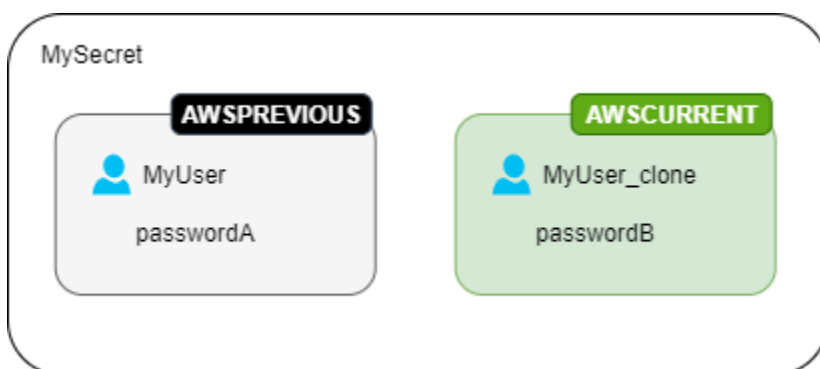 MySecret
AWSPREVIOUS
MyUser
passwordA
AWSCURRENT
MyUser_clone
passwordB